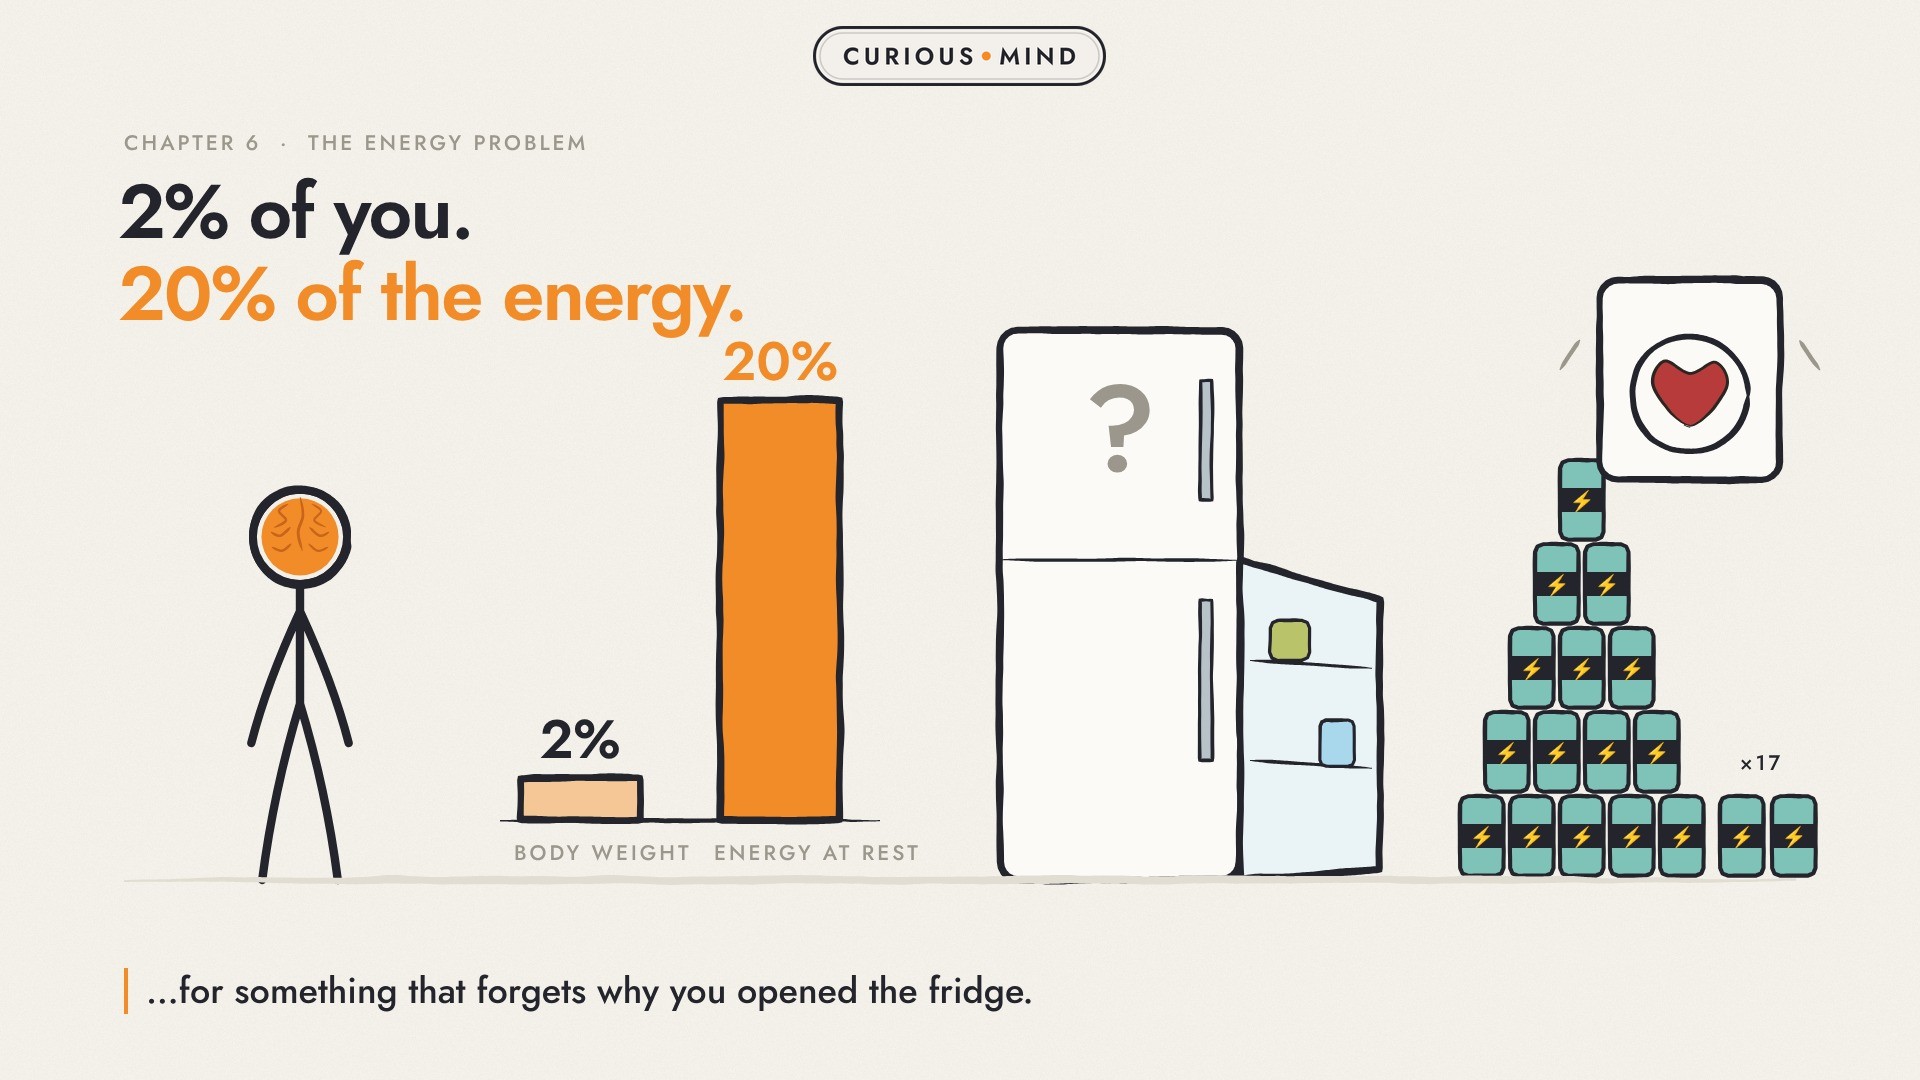 CURIOUS•MIND
CHAPTER 6 · THE ENERGY PROBLEM
2% of you.
20% of the energy.
20%
?
2%
×17
BODY WEIGHT
ENERGY AT REST
...for something that forgets why you opened the fridge.